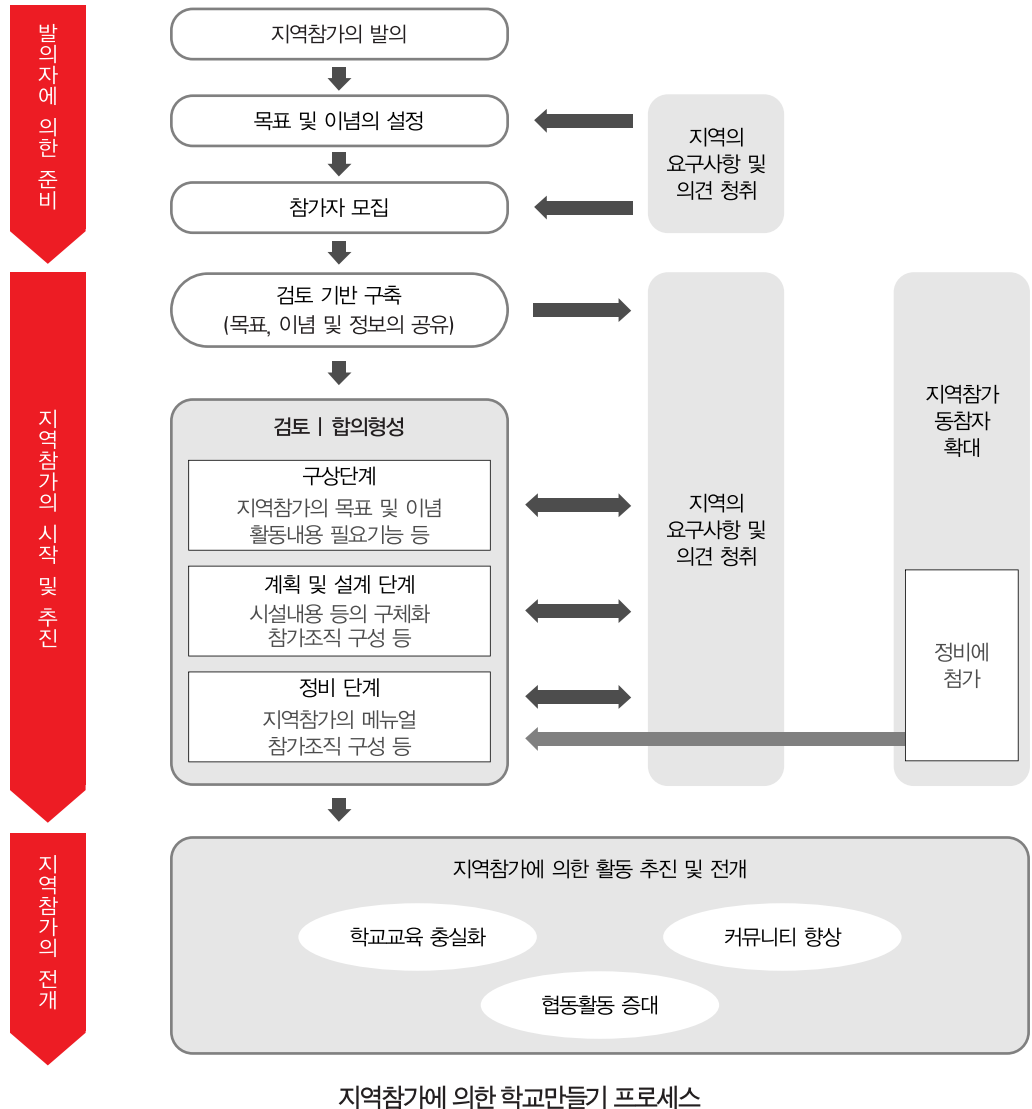 발의자에 의한 준비
지역참가의 발의
목표 및 이념의 설정
참가자 모집
지역의
요구사항 및
의견 청취
지역참가의 시작 및 추진
검토 기반 구축
(목표, 이념 및 정보의 공유)
검토 | 합의형성
구상단계
지역참가의 목표 및 이념
활동내용 필요기능 등
계획 및 설계 단계
시설내용 등의 구체화
참가조직 구성 등
정비 단계
지역참가의 메뉴얼
참가조직 구성 등
지역의
요구사항 및
의견 청취
지역참가
동참자
확대
정비에
첨가
지역참가의 전개
지역참가에 의한 활동 추진 및 전개
학교교육 충실화
커뮤니티 향상
협동활동 증대
지역참가에 의한 학교만들기 프로세스